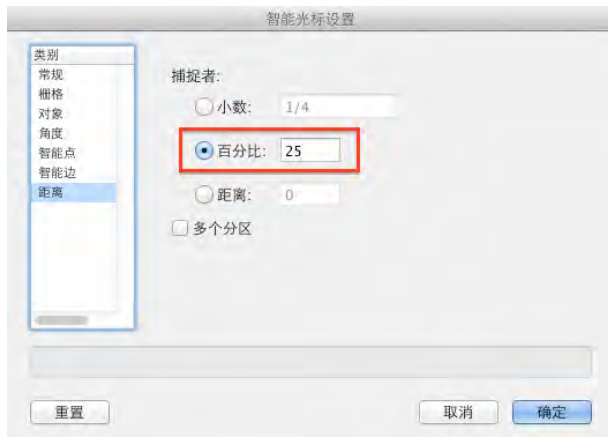 智能光标设置
类别
常规
栅格
对象
角度
智能点
智能边
距离
捕捉者:
小数: 1/4
百分比: 25
距离: 0
多个分区
重置
取消
确定